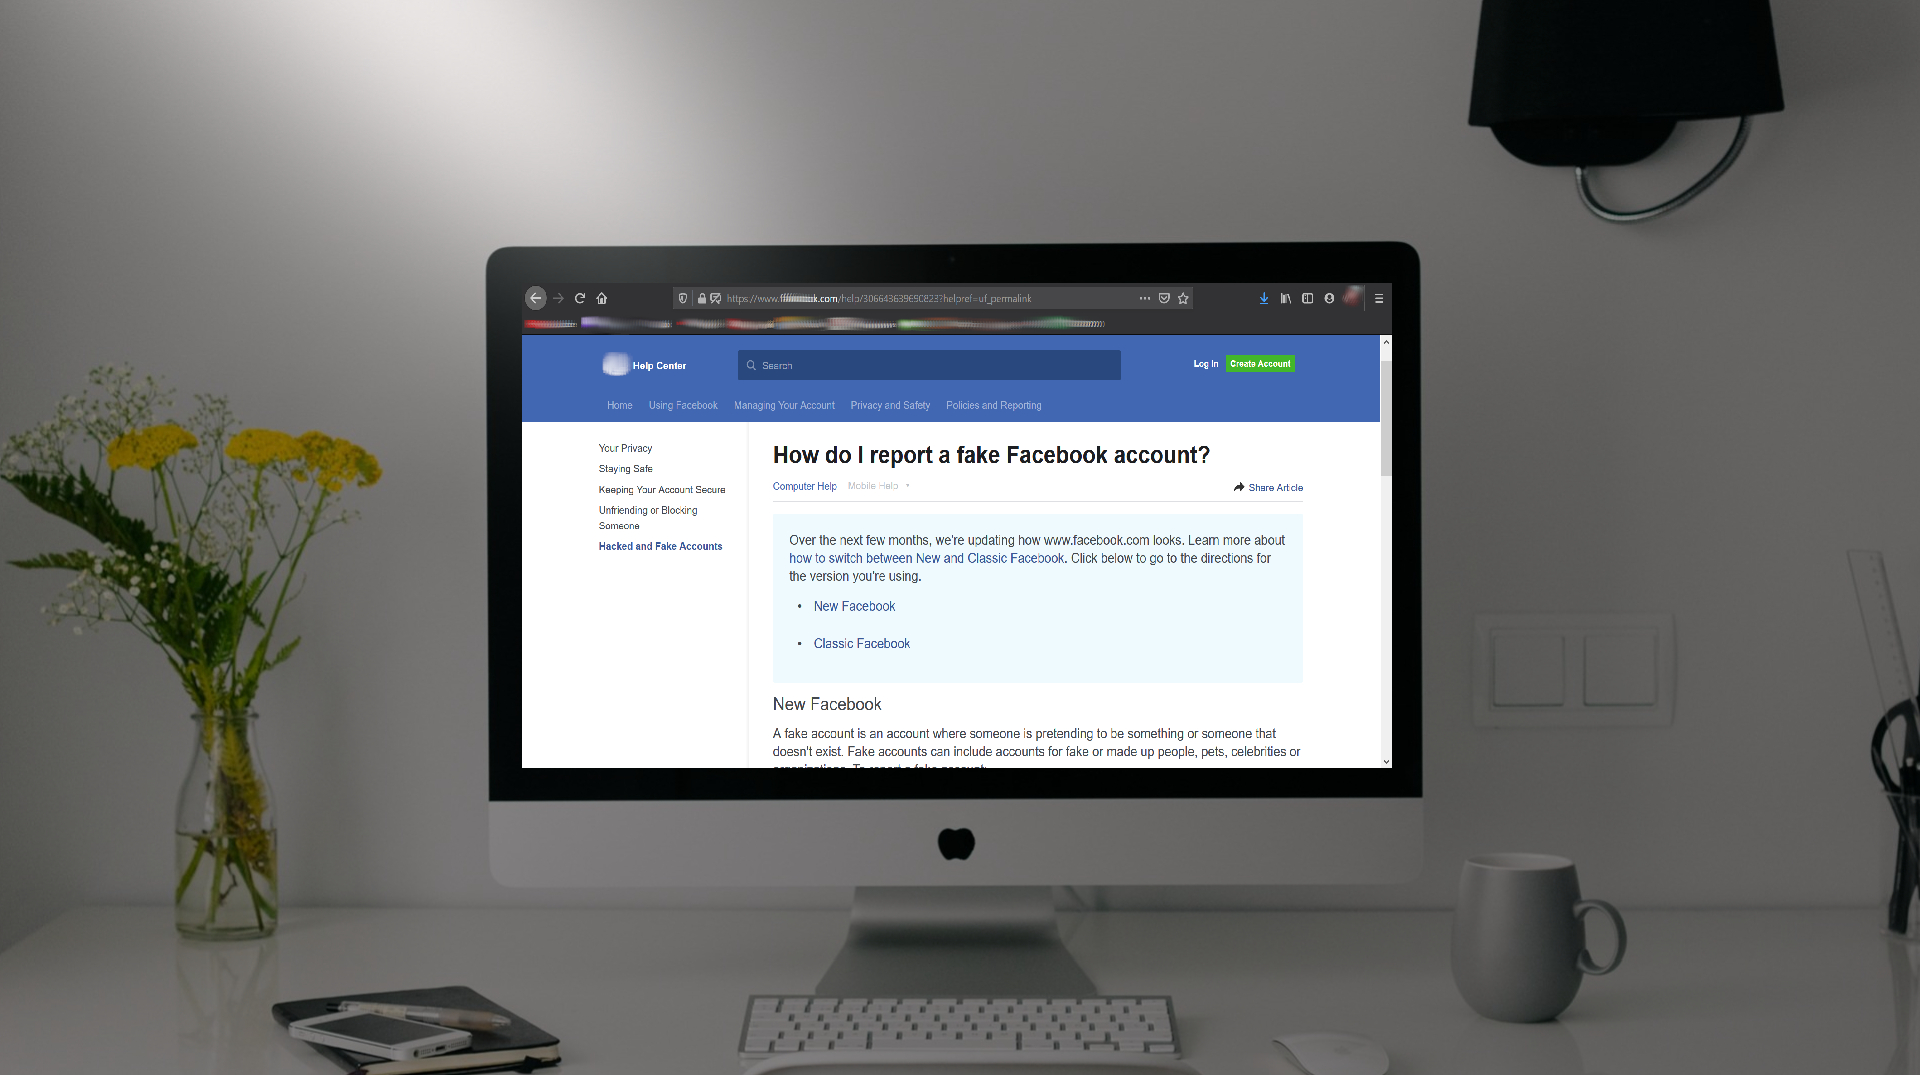 .com/help/306643639690823?helpref=uf_permalink
Help Center
Search
Log In
Create Account
Home
Using Facebook
Managing Your Account
Privacy and Safety
Policies and Reporting
Your Privacy
Staying Safe
Keeping Your Account Secure
Unfriending or Blocking
Someone
Hacked and Fake Accounts
How do I report a fake Facebook account?
Computer Help
Mobile Help
Share Article
Over the next few months, we're updating how www.facebook.com looks. Learn more about
how to switch between New and Classic Facebook. Click below to go to the directions for
the version you're using.
• New Facebook
• Classic Facebook
New Facebook
A fake account is an account where someone is pretending to be something or someone that
doesn't exist. Fake accounts can include accounts for fake or made up people, pets, celebrities or
organizations. To report a fake account: